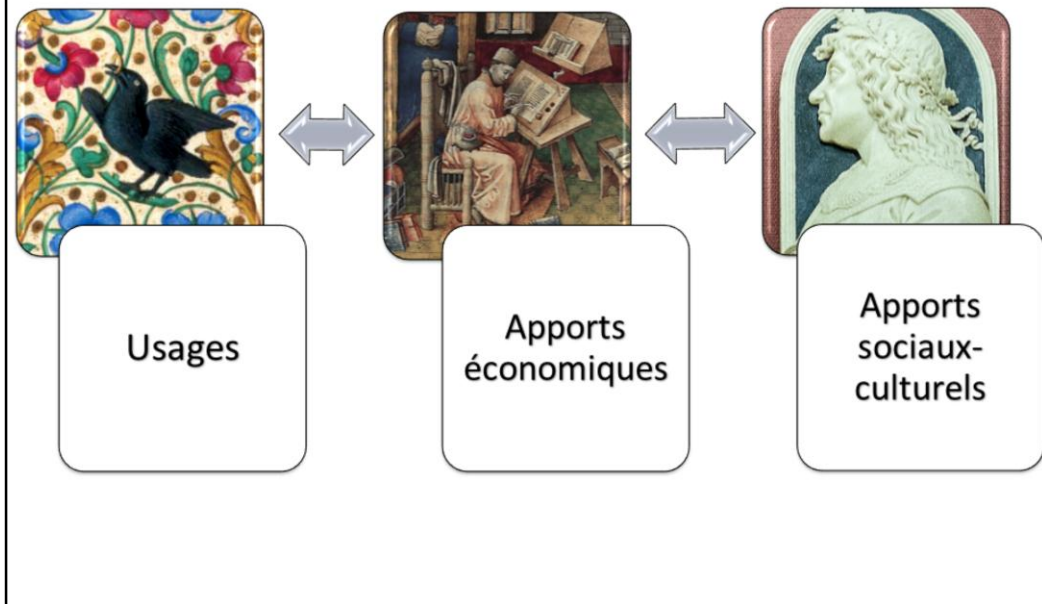 Usages
Apports
économiques
Apports
sociaux-
culturels